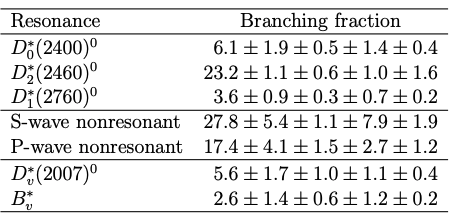 Resonance Branching fraction
D*0(2400)0 6.1 ± 1.9 ± 0.5 ± 1.4 ± 0.4
D*2(2460)0 23.2 ± 1.1 ± 0.6 ± 1.0 ± 1.6
D*1(2760)0 3.6 ± 0.9 ± 0.3 ± 0.7 ± 0.2
S-wave nonresonant 27.8 ± 5.4 ± 1.1 ± 7.9 ± 1.9
P-wave nonresonant 17.4 ± 4.1 ± 1.5 ± 2.7 ± 1.2
D*v(2007)0 5.6 ± 1.7 ± 1.0 ± 1.1 ± 0.4
B*v 2.6 ± 1.4 ± 0.6 ± 1.2 ± 0.2